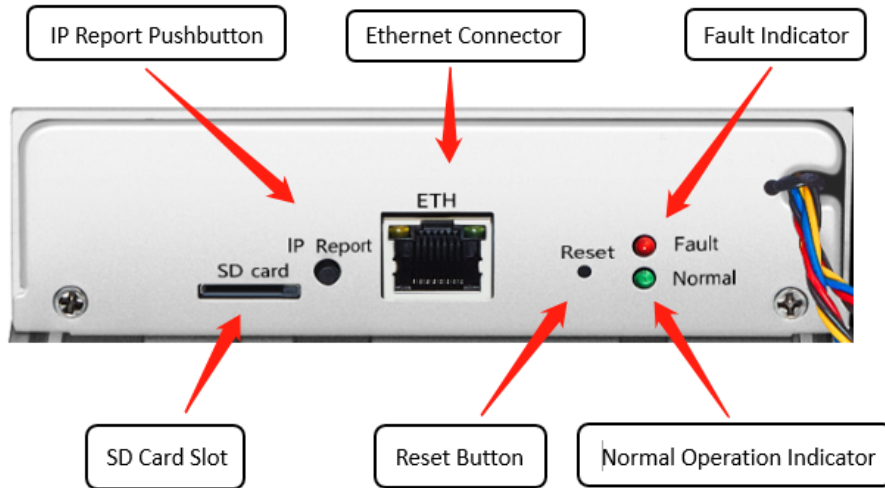 IP Report Pushbutton
Ethernet Connector
Fault Indicator
ETH
IP Report
SD card
Reset
Fault
Normal
SD Card Slot
Reset Button
Normal Operation Indicator